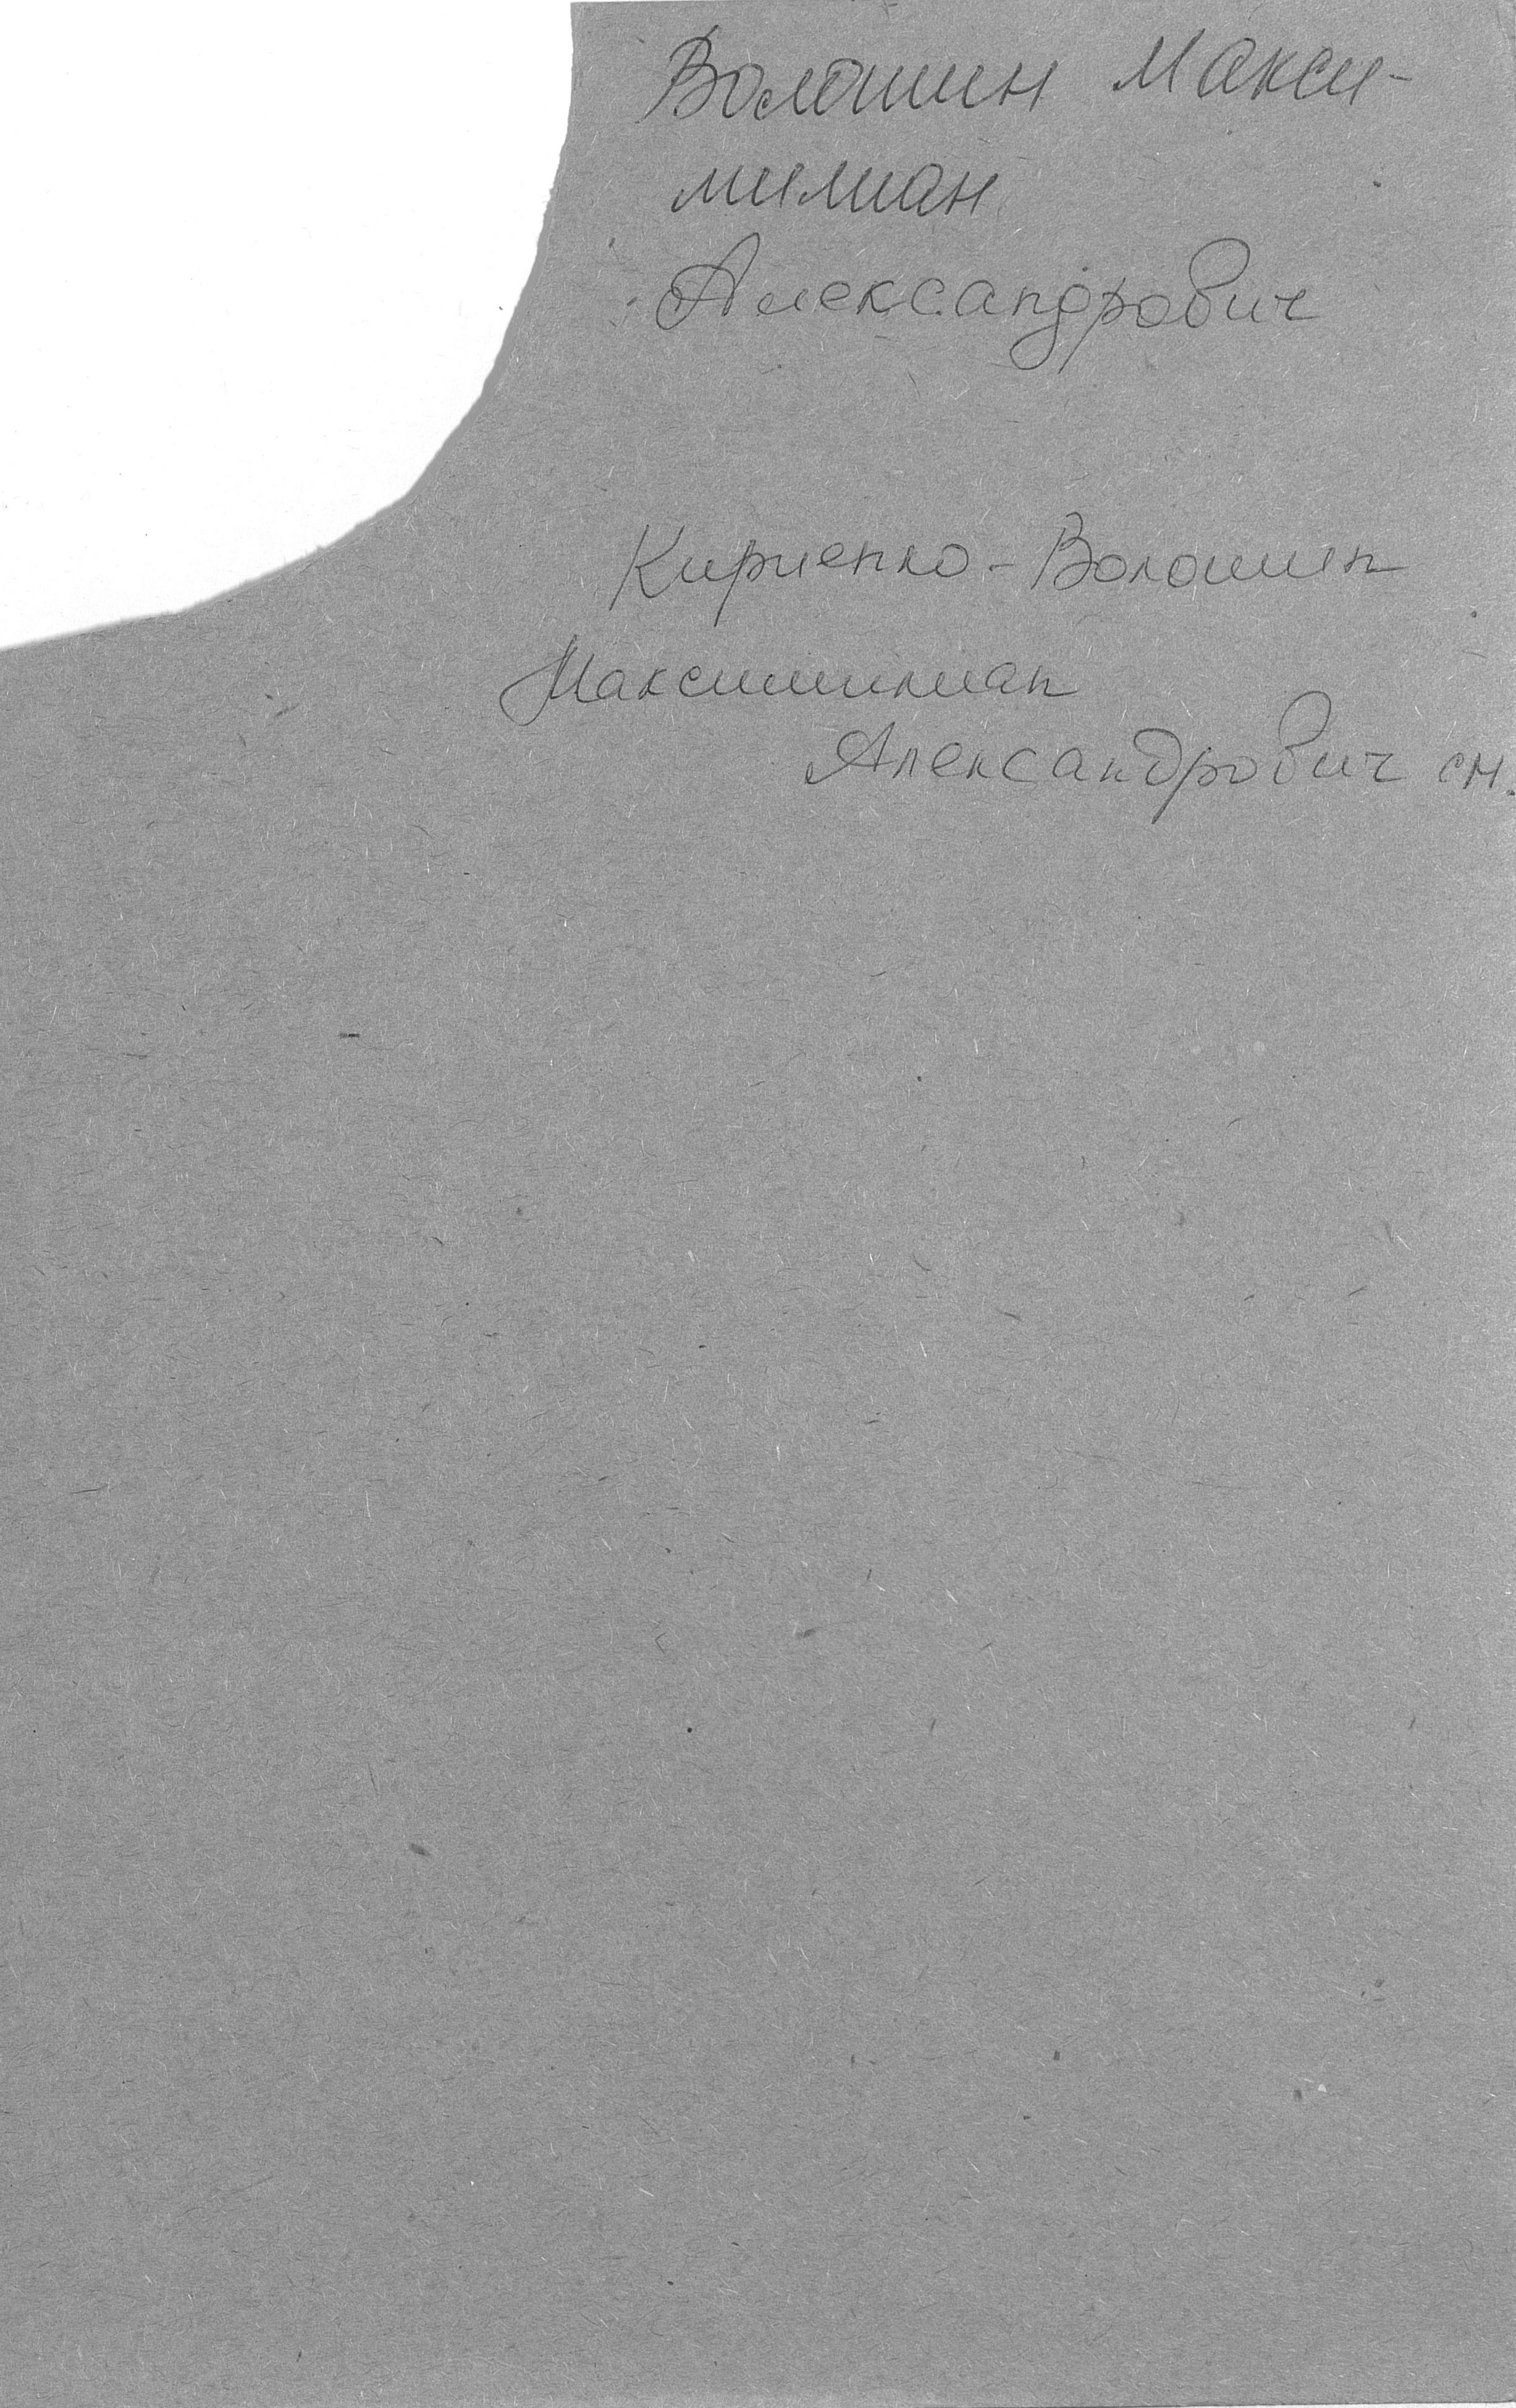 Волошин Макси-
милиан
Александрович
Кириенко-Волошин
Максимилиан
Александрович см.